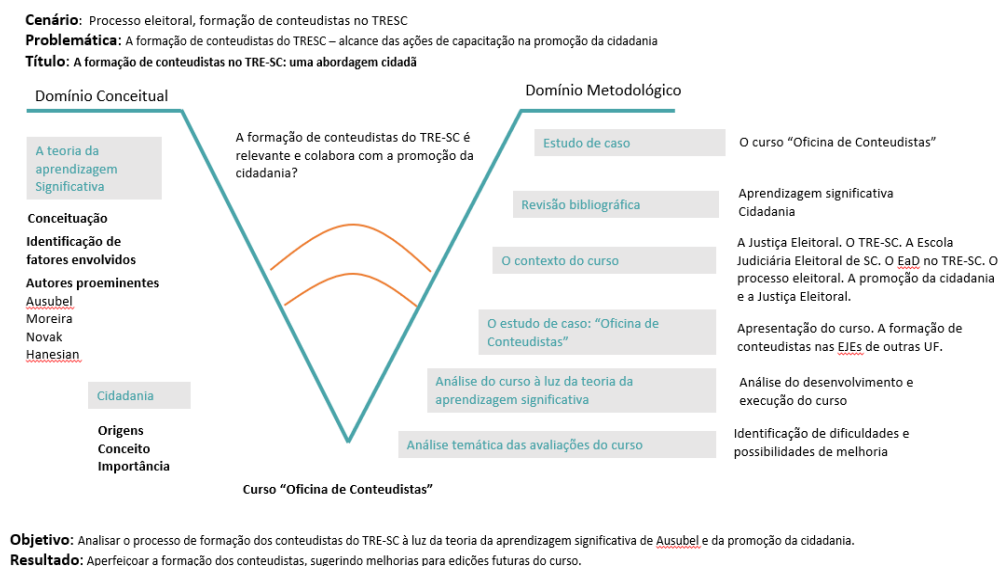 Cenário: Processo eleitoral, formação de conteudistas no TRESC
Problemática: A formação de conteudistas do TRESC – alcance das ações de capacitação na promoção da cidadania
Título: A formação de conteudistas no TRE-SC: uma abordagem cidadã
Domínio Conceitual
Domínio Metodológico
A teoria da
aprendizagem
Significativa
Conceituação
Identificação de
fatores envolvidos
Autores proeminentes
Ausubel
Moreira
Novak
Hanesian
Cidadania
Origens
Conceito
Importância
A formação de conteudistas do TRE-SC é
relevante e colabora com a promoção da
cidadania?
Estudo de caso
O curso “Oficina de Conteudistas”
Revisão bibliográfica
Aprendizagem significativa
Cidadania
O contexto do curso
A Justiça Eleitoral. O TRE-SC. A Escola
Judiciária Eleitoral de SC. O EaD no TRE-SC. O
processo eleitoral. A promoção da cidadania
e a Justiça Eleitoral.
O estudo de caso: “Oficina de
Conteudistas”
Apresentação do curso. A formação de
conteudistas nas EJEs de outras UF.
Análise do curso à luz da teoria da
aprendizagem significativa
Análise do desenvolvimento e
execução do curso
Análise temática das avaliações do curso
Identificação de dificuldades e
possibilidades de melhoria
Curso “Oficina de Conteudistas”
Objetivo: Analisar o processo de formação dos conteudistas do TRE-SC à luz da teoria da aprendizagem significativa de Ausubel e da promoção da cidadania.
Resultado: Aperfeiçoar a formação dos conteudistas, sugerindo melhorias para edições futuras do curso.